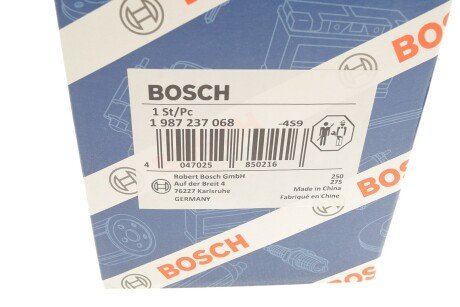 BOSCH
BOSCH
1 St/Pc
1 987 237 068
-4S9
4 047025 850216
Robert Bosch GmbH
Auf der Breit 4
76227 Karlsruhe
GERMANY
250
275
Made in China
Fabriqué en Chine
BOSCH
BOSCH